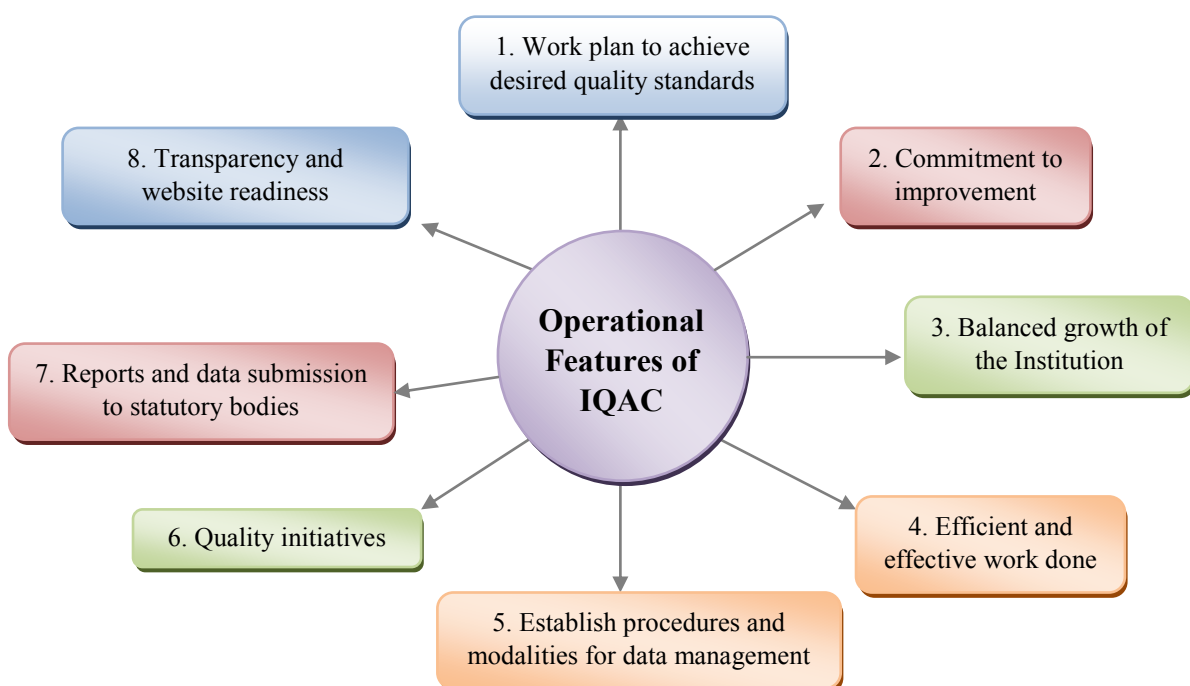 Operational
Features of
IQAC
1. Work plan to achieve
desired quality standards
2. Commitment to
improvement
3. Balanced growth of
the Institution
4. Efficient and
effective work done
5. Establish procedures and
modalities for data management
6. Quality initiatives
7. Reports and data submission
to statutory bodies
8. Transparency and
website readiness